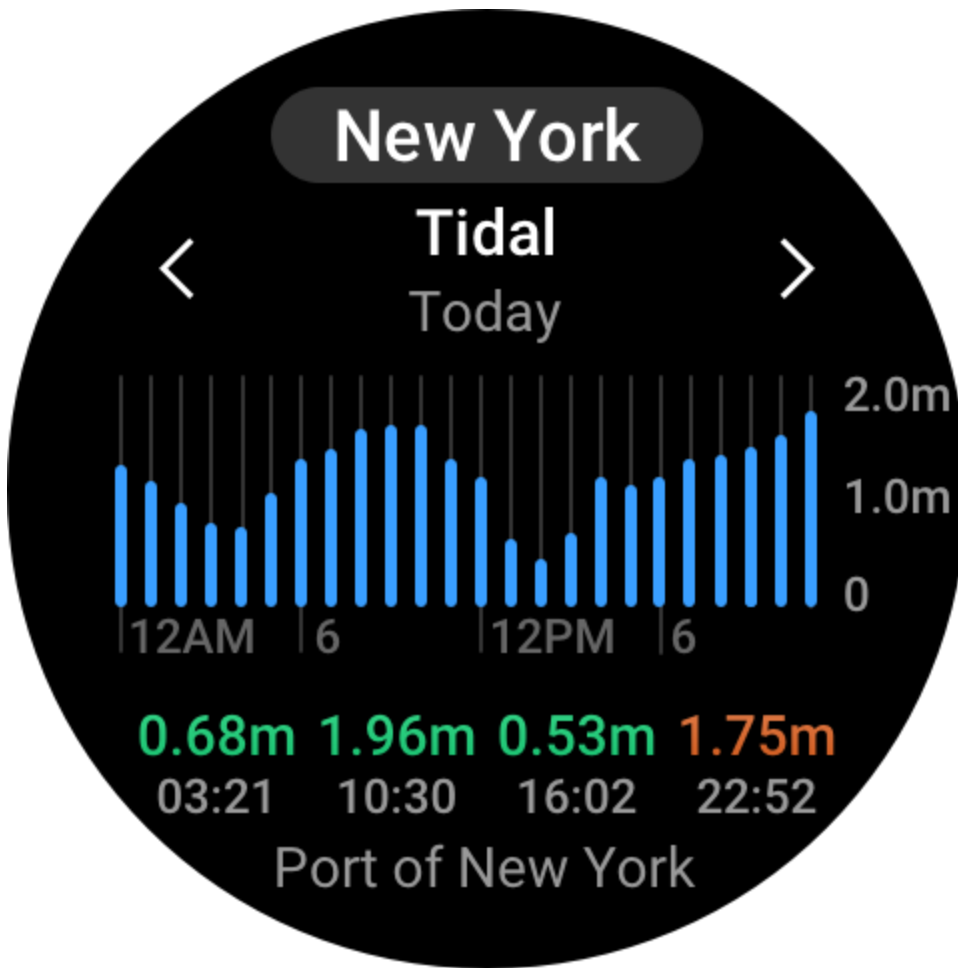 New York
Tidal
Today
2.0m
1.0m
0
12AM 6 12PM 6
0.68m 1.96m 0.53m 1.75m
03:21 10:30 16:02 22:52
Port of New York